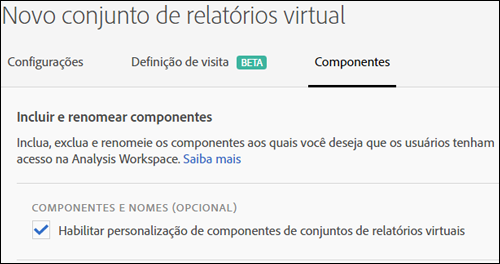 Novo conjunto de relatórios virtual
Configurações
Definição de visita BETA
Componentes
Incluir e renomear componentes
Inclua, exclua e renomeie os componentes aos quais você deseja que os usuários tenham
acesso na Analysis Workspace. Saiba mais
COMPONENTES E NOMES (OPCIONAL)
Habilitar personalização de componentes de conjuntos de relatórios virtuais